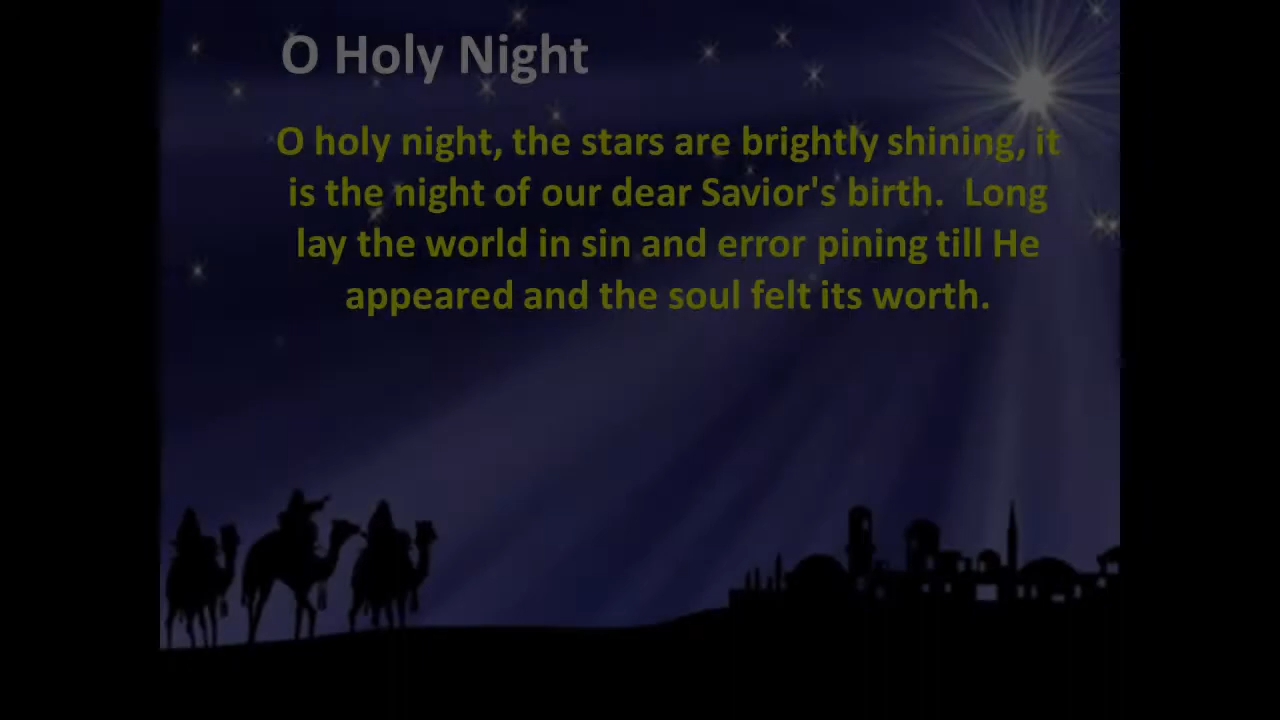 O Holy Night
O holy night, the stars are brightly shining, it
is the night of our dear Savior's birth.  Long
lay the world in sin and error pining till He
appeared and the soul felt its worth.